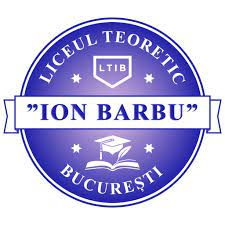 LICEUL TEORETIC
LTIB
"ION BARBU"
BUCUREȘTI